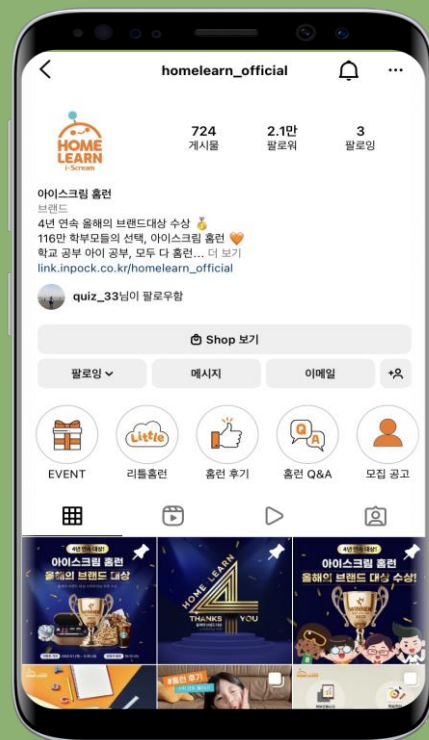 homelearn_official
HOME
LEARN
i-Scream
724
게시물
2.1만
팔로워
3
팔로잉
아이스크림 홈런
브랜드
4년 연속 올해의 브랜드대상 수상 🥇
116만 학부모들의 선택, 아이스크림 홈런 🧡
학교 공부 아이 공부, 모두 다 홈런... 더 보기
link.inpock.co.kr/homelearn_official
quiz_33님이 팔로우함
Shop 보기
팔로잉
메시지
이메일
Little
Q
A
EVENT
리틀홈런
홈런 후기
홈런 Q&A
모집 공고
4년 연속 대상!
아이스크림 홈런
올해의 브랜드 대상
HOME LEARN
4
THANKS YOU
4년 연속 대상!
아이스크림 홈런
올해의 브랜드 대상 수상!
WINNER
#홈런 후기